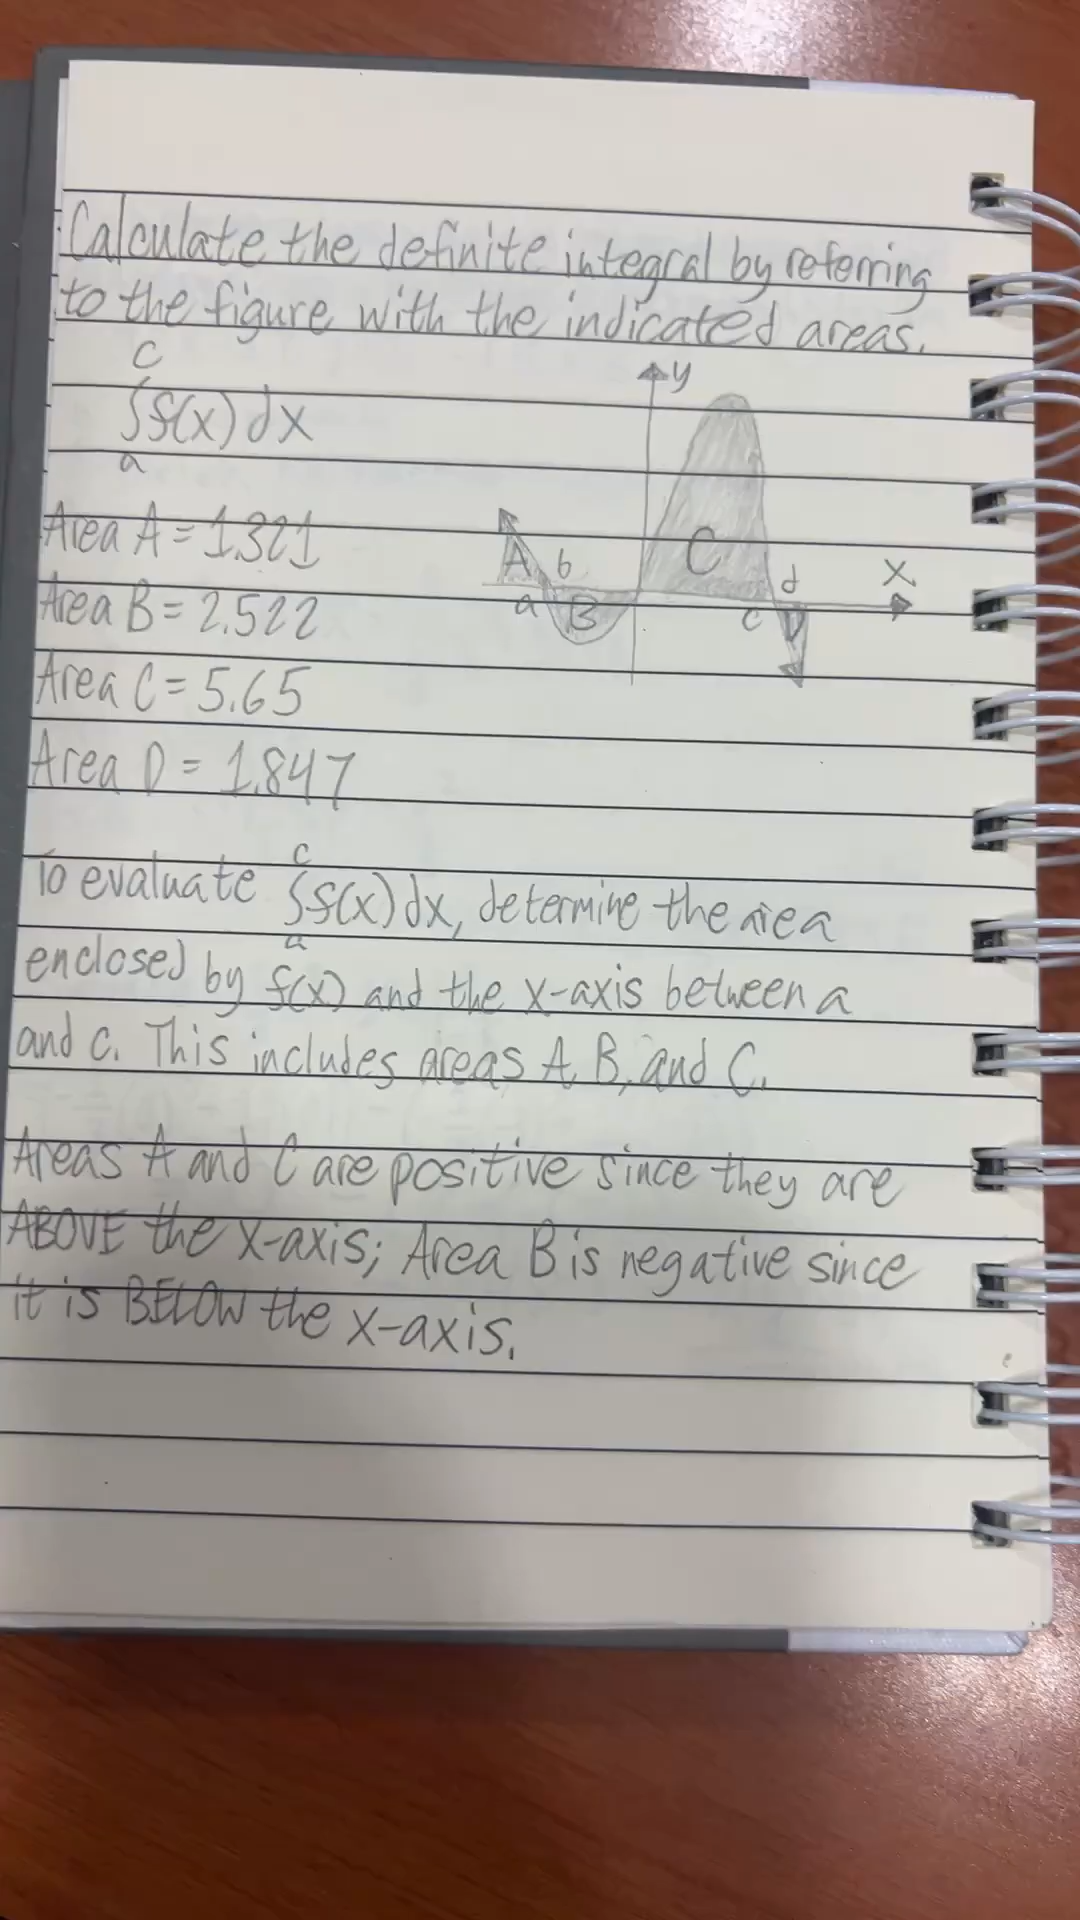 Calculate the definite integral by referring
to the figure with the indicated areas.
c
∫f(x)dx
a
y
A
b
a
B
C
c
d
D
x
Area A = 1.321
Area B = 2.522
Area C = 5.65
Area D = 1.847
c
To evaluate ∫f(x)dx, determine the area
a
enclosed by f(x) and the x-axis between a
and c. This includes areas A, B, and C.
Areas A and C are positive since they are
ABOVE the x-axis; Area B is negative since
it is BELOW the x-axis.